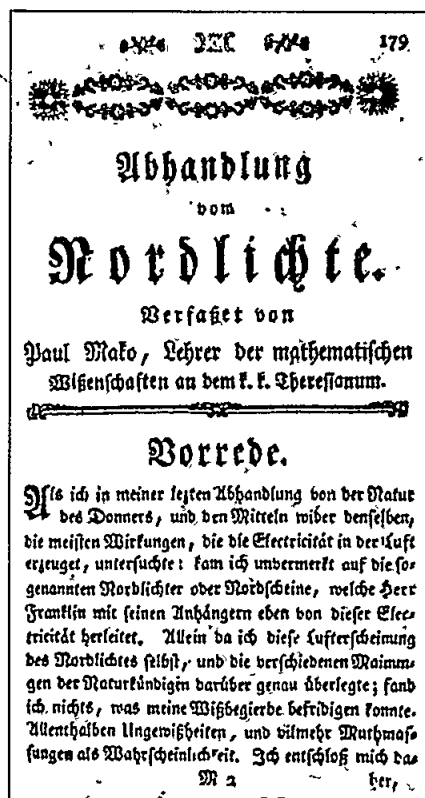 179
Abhandlung
vom
Nordlichte.
Verfaßet von
Paul Mako, Lehrer der mathematischen
Wißenschaften an dem k. k. Theresianum.
Vorrede.
Als ich in meiner lezten Abhandlung von der Natur
des Donners, und den Mitteln wider denselben,
die meisten Wirkungen, die die Electricität in der Luft
erzeuget, untersuchte: kam ich unvermerkt auf die so-
genannten Nordlichter oder Nordscheine, welche Herr
Franklin mit seinen Anhängern eben von dieser Elec-
tricität herleitet. Allein da ich diese Lufterscheinung
des Nordlichtes selbst, und die verschiedenen Mainun-
gen der Naturkündigin darüber genau überlegte; fand
ich nichts, was meine Wißbegierde befridigen konnte.
Allenthalben Ungewißheiten, und vilmehr Muthmas-
sungen als Wahrscheinlichkeit. Ich entschloß mich da-
M 2 her,